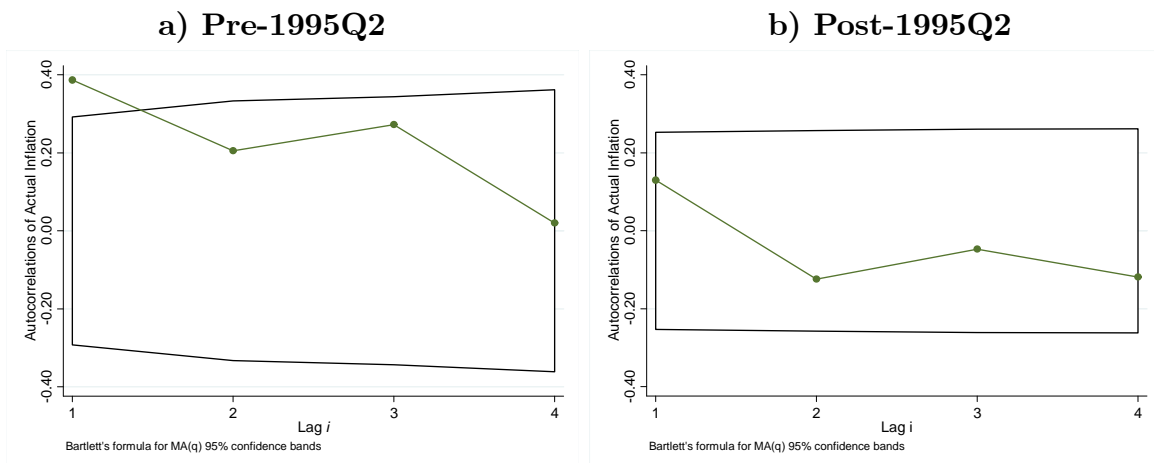 a) Pre-1995Q2
Autocorrelations of Actual Inflation
0.40
0.20
0.00
-0.20
-0.40
1 2 3 4
Lag i
Bartlett's formula for MA(q) 95% confidence bands
b) Post-1995Q2
Autocorrelations of Actual Inflation
0.40
0.20
0.00
-0.20
-0.40
1 2 3 4
Lag i
Bartlett's formula for MA(q) 95% confidence bands